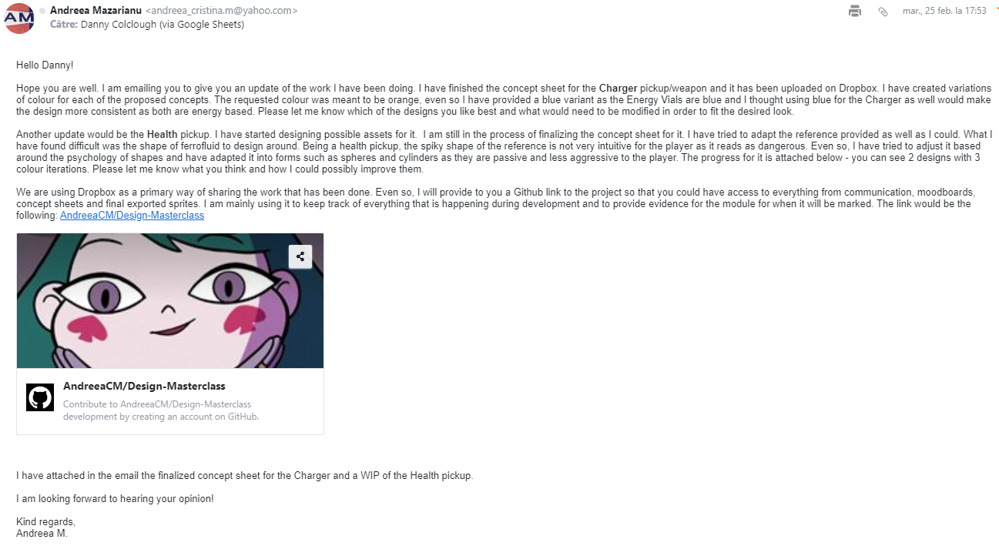 AM
Andreea Mazarianu <andreea_cristina.m@yahoo.com>
mar., 25 feb. la 17:53
Către: Danny Colclough (via Google Sheets)
Hello Danny!
Hope you are well. I am emailing you to give you an update of the work I have been doing. I have finished the concept sheet for the Charger pickup/weapon and it has been uploaded on Dropbox. I have created variations
of colour for each of the proposed concepts. The requested colour was meant to be orange, even so I have provided a blue variant as the Energy Vials are blue and I thought using blue for the Charger as well would make
the design more consistent as both are energy based. Please let me know which of the designs you like best and what would need to be modified in order to fit the desired look.
Another update would be the Health pickup. I have started designing possible assets for it.  I am still in the process of finalizing the concept sheet for it. I have tried to adapt the reference provided as well as I could. What I
have found difficult was the shape of ferrofluid to design around. Being a health pickup, the spiky shape of the reference is not very intuitive for the player as it reads as dangerous. Even so, I have tried to adjust it based
around the psychology of shapes and have adapted it into forms such as spheres and cylinders as they are passive and less aggressive to the player. The progress for it is attached below - you can see 2 designs with 3
colour iterations. Please let me know what you think and how I could possibly improve them.
We are using Dropbox as a primary way of sharing the work that has been done. Even so, I will provide to you a Github link to the project so that you could have access to everything from communication, moodboards,
concept sheets and final exported sprites. I am mainly using it to keep track of everything that is happening during development and to provide evidence for the module for when it will be marked. The link would be the
following: AndreeaCM/Design-Masterclass
AndreeaCM/Design-Masterclass
Contribute to AndreeaCM/Design-Masterclass
development by creating an account on GitHub.
I have attached in the email the finalized concept sheet for the Charger and a WIP of the Health pickup.
I am looking forward to hearing your opinion!
Kind regards,
Andreea M.